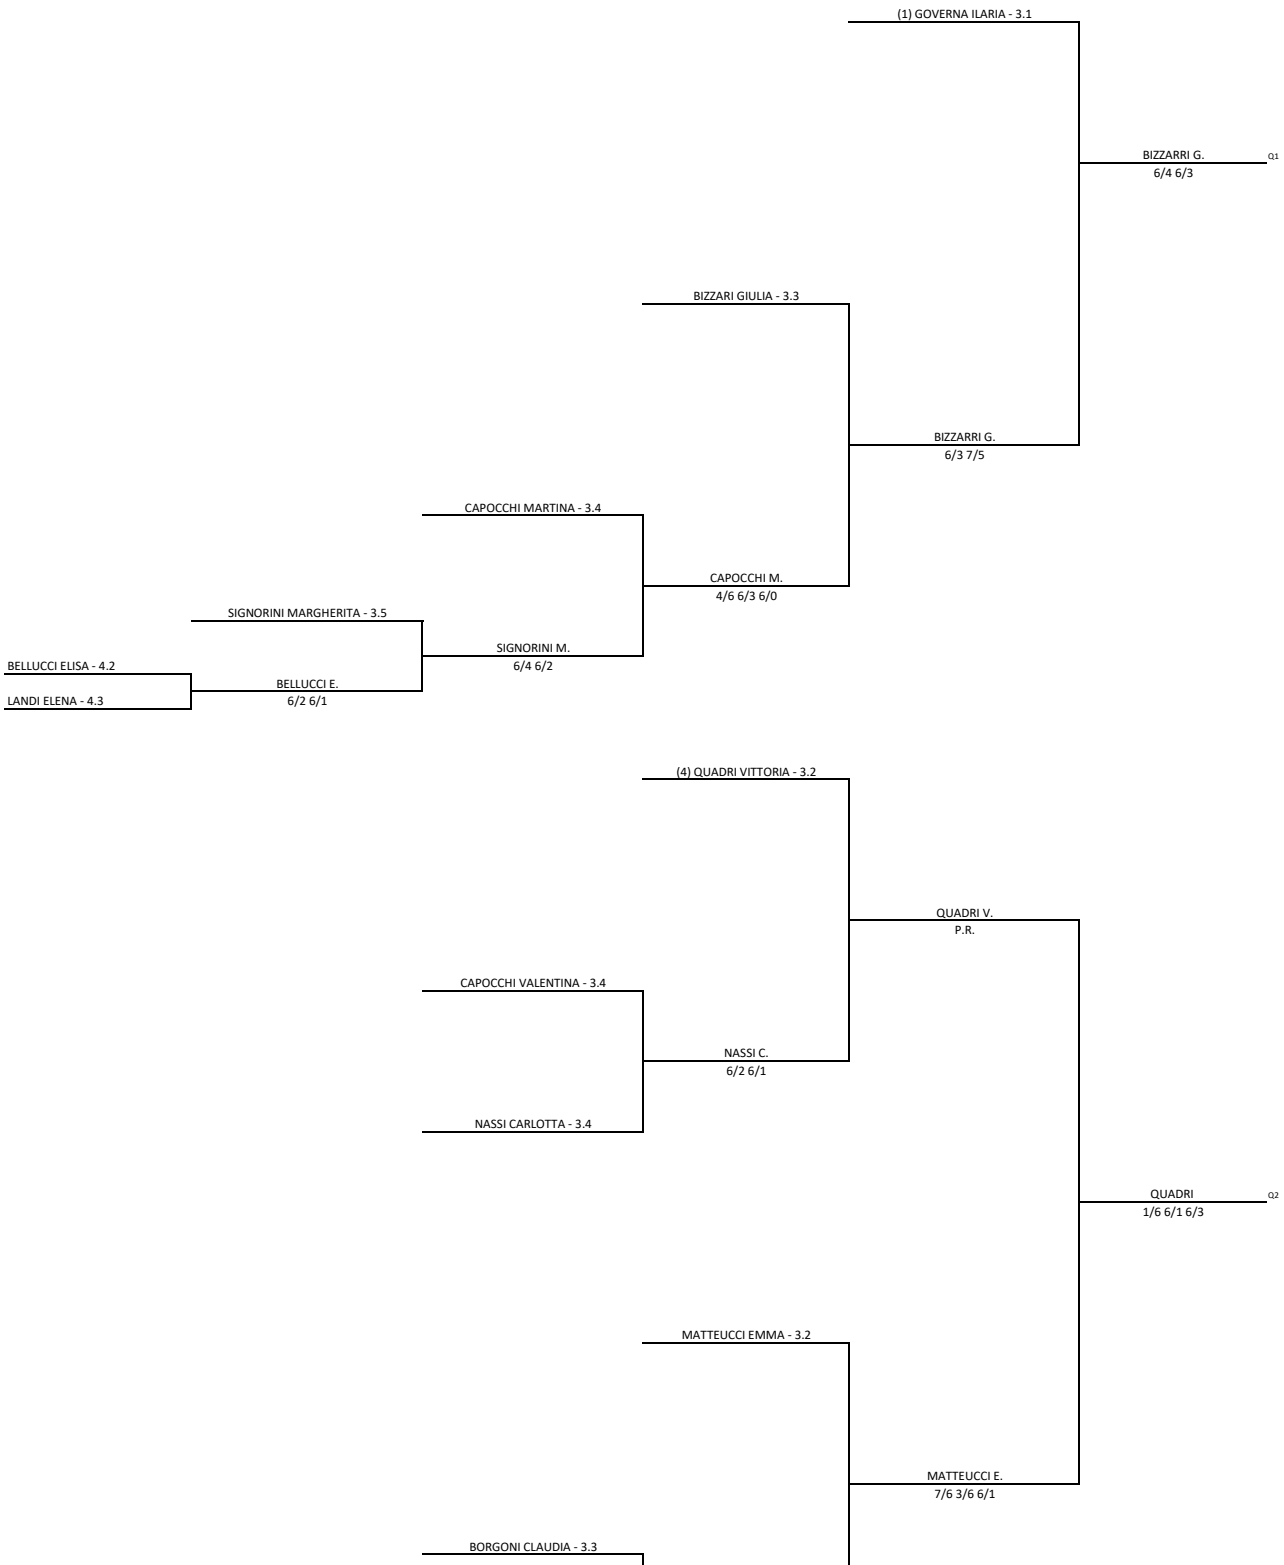 (1) GOVERNA ILARIA - 3.1
BIZZARRI G.
Q1
6/4 6/3
BIZZARI GIULIA - 3.3
BIZZARRI G.
6/3 7/5
CAPOCCHI MARTINA - 3.4
CAPOCCHI M.
4/6 6/3 6/0
SIGNORINI MARGHERITA - 3.5
SIGNORINI M.
6/4 6/2
BELLUCCI ELISA - 4.2
BELLUCCI E.
6/2 6/1
LANDI ELENA - 4.3
(4) QUADRI VITTORIA - 3.2
QUADRI V.
P.R.
CAPOCCHI VALENTINA - 3.4
NASSI C.
6/2 6/1
NASSI CARLOTTA - 3.4
QUADRI
Q2
1/6 6/1 6/3
MATTEUCCI EMMA - 3.2
MATTEUCCI E.
7/6 3/6 6/1
BORGONI CLAUDIA - 3.3